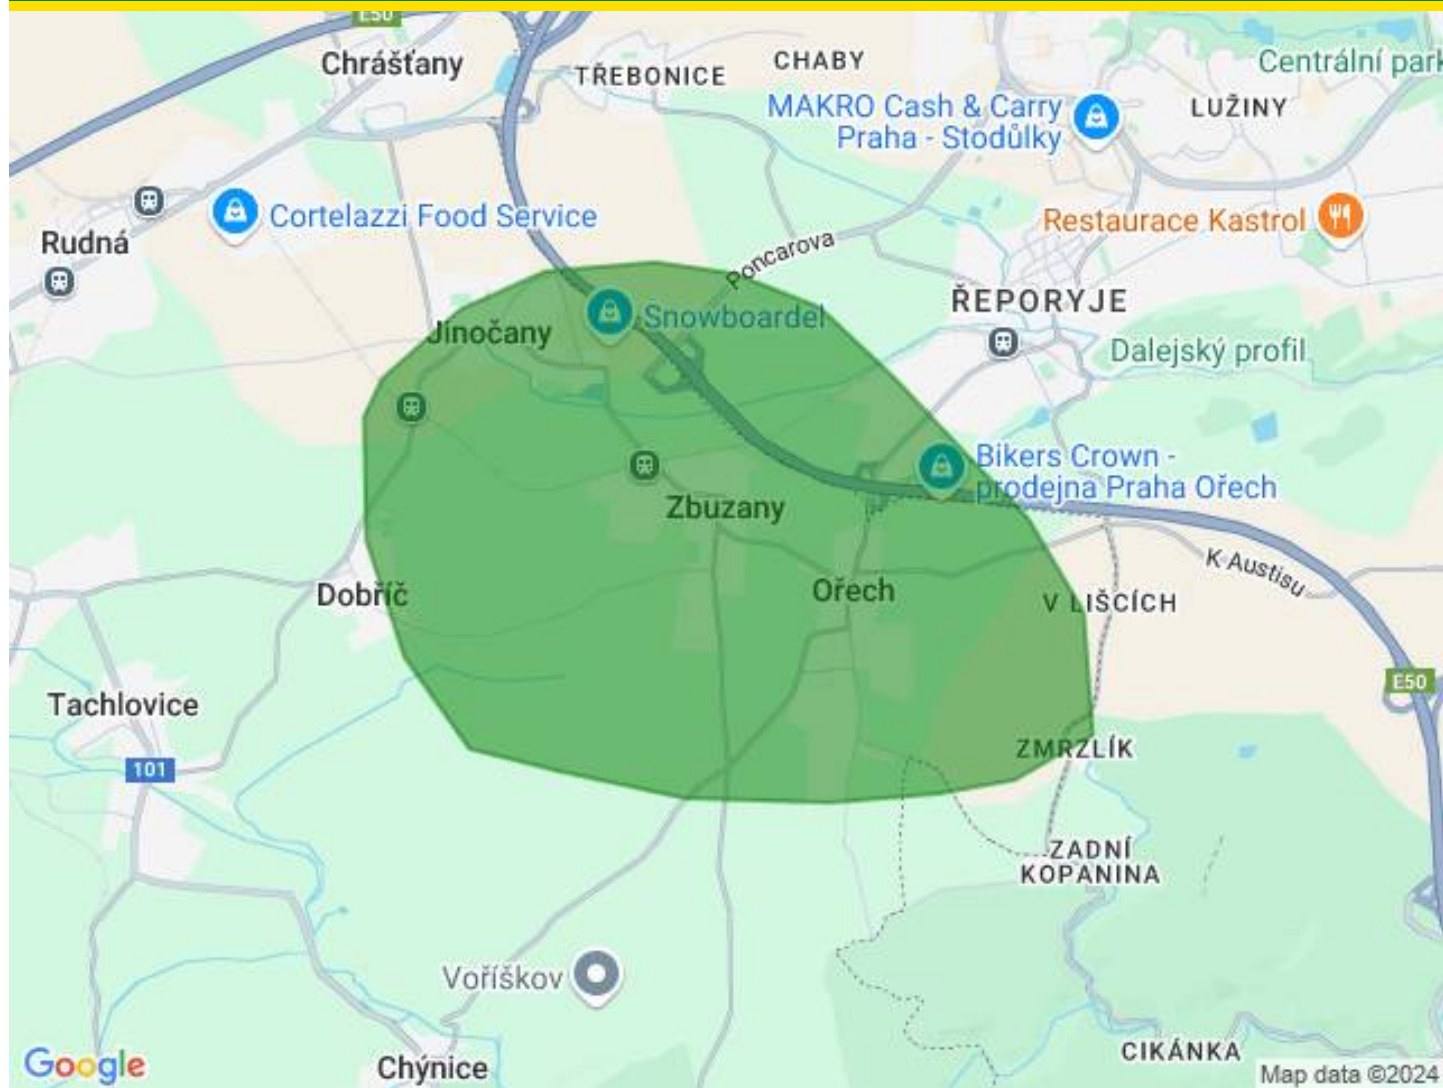 E50
Chrášťany
TŘEBONICE
CHABY
Centrální park
MAKRO Cash & Carry
Praha - Stodůlky
LUŽINY
Cortelazzi Food Service
Restaurace Kastrol
Rudná
Poncarova
ŘEPORYJE
Snowboardel
Jinočany
Dalejský profil
Bikers Crown -
prodejna Praha Ořech
Zbuzany
K Austisu
Dobříč
Ořech
V LIŠCÍCH
E50
Tachlovice
ZMRZLÍK
101
ZADNÍ
KOPANINA
Voříškov
CIKÁNKA
Google
Chýnice
Map data ©2024